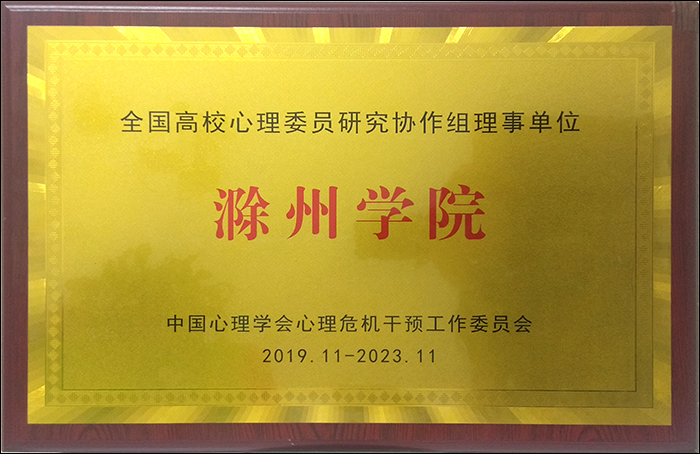 全国高校心理委员研究协作组理事单位
滁州学院
中国心理学会心理危机干预工作委员会
2019.11-2023.11